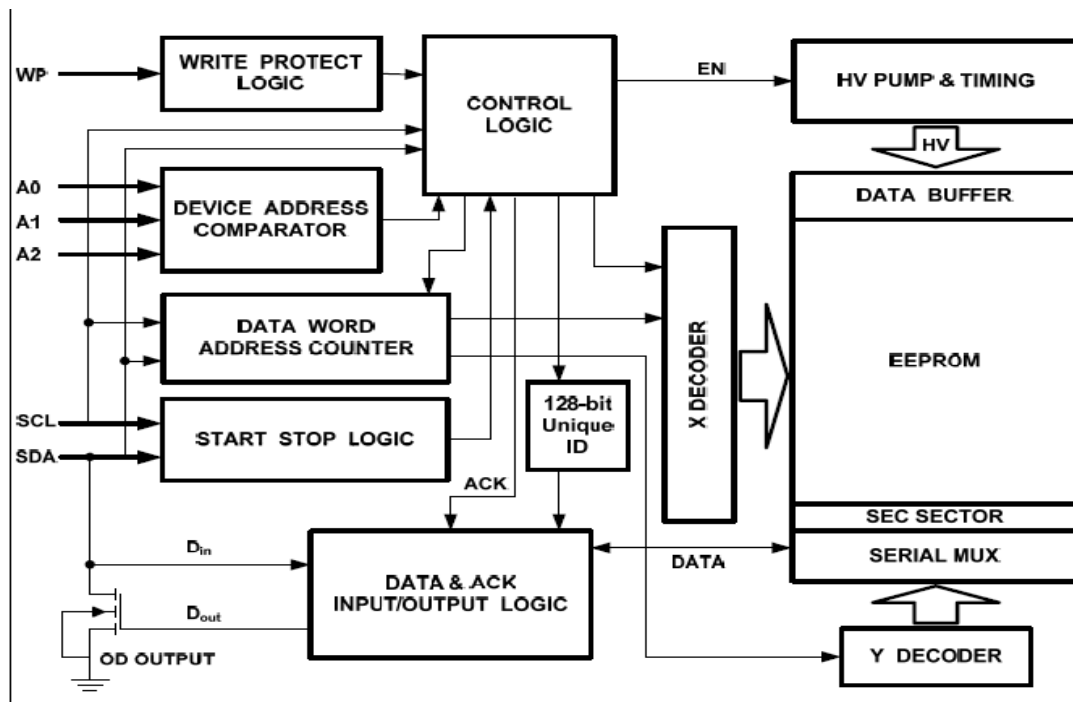 WP
WRITE PROTECT
LOGIC
CONTROL
LOGIC
EN
HV PUMP & TIMING
HV
A0
A1
A2
DEVICE ADDRESS
COMPARATOR
DATA BUFFER
DATA WORD
ADDRESS COUNTER
X DECODER
EEPROM
SCL
SDA
START STOP LOGIC
128-bit
Unique
ID
ACK
SEC SECTOR
SERIAL MUX
Din
DATA & ACK
INPUT/OUTPUT LOGIC
DATA
Dout
OD OUTPUT
Y DECODER